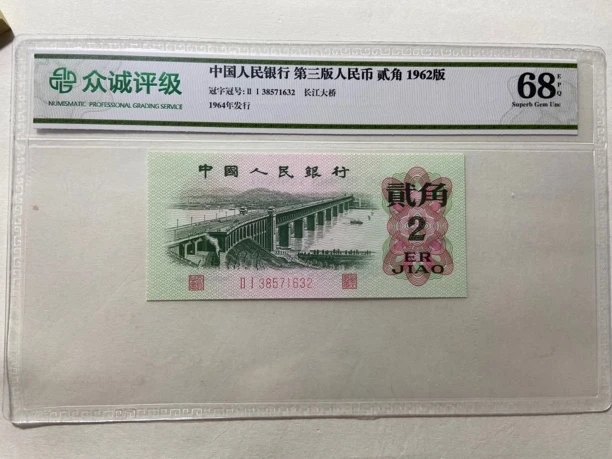 众诚评级
NUMISMATIC PROFESSIONAL GRADING SERVICE
中国人民银行 第三版人民币 贰角 1962版
冠字冠号:Ⅱ Ⅰ 38571632 长江大桥
1964年发行
68 EPQ
Superb Gem Unc
中國人民銀行
貳角
2
ER
JIAO
Ⅱ Ⅰ 38571632